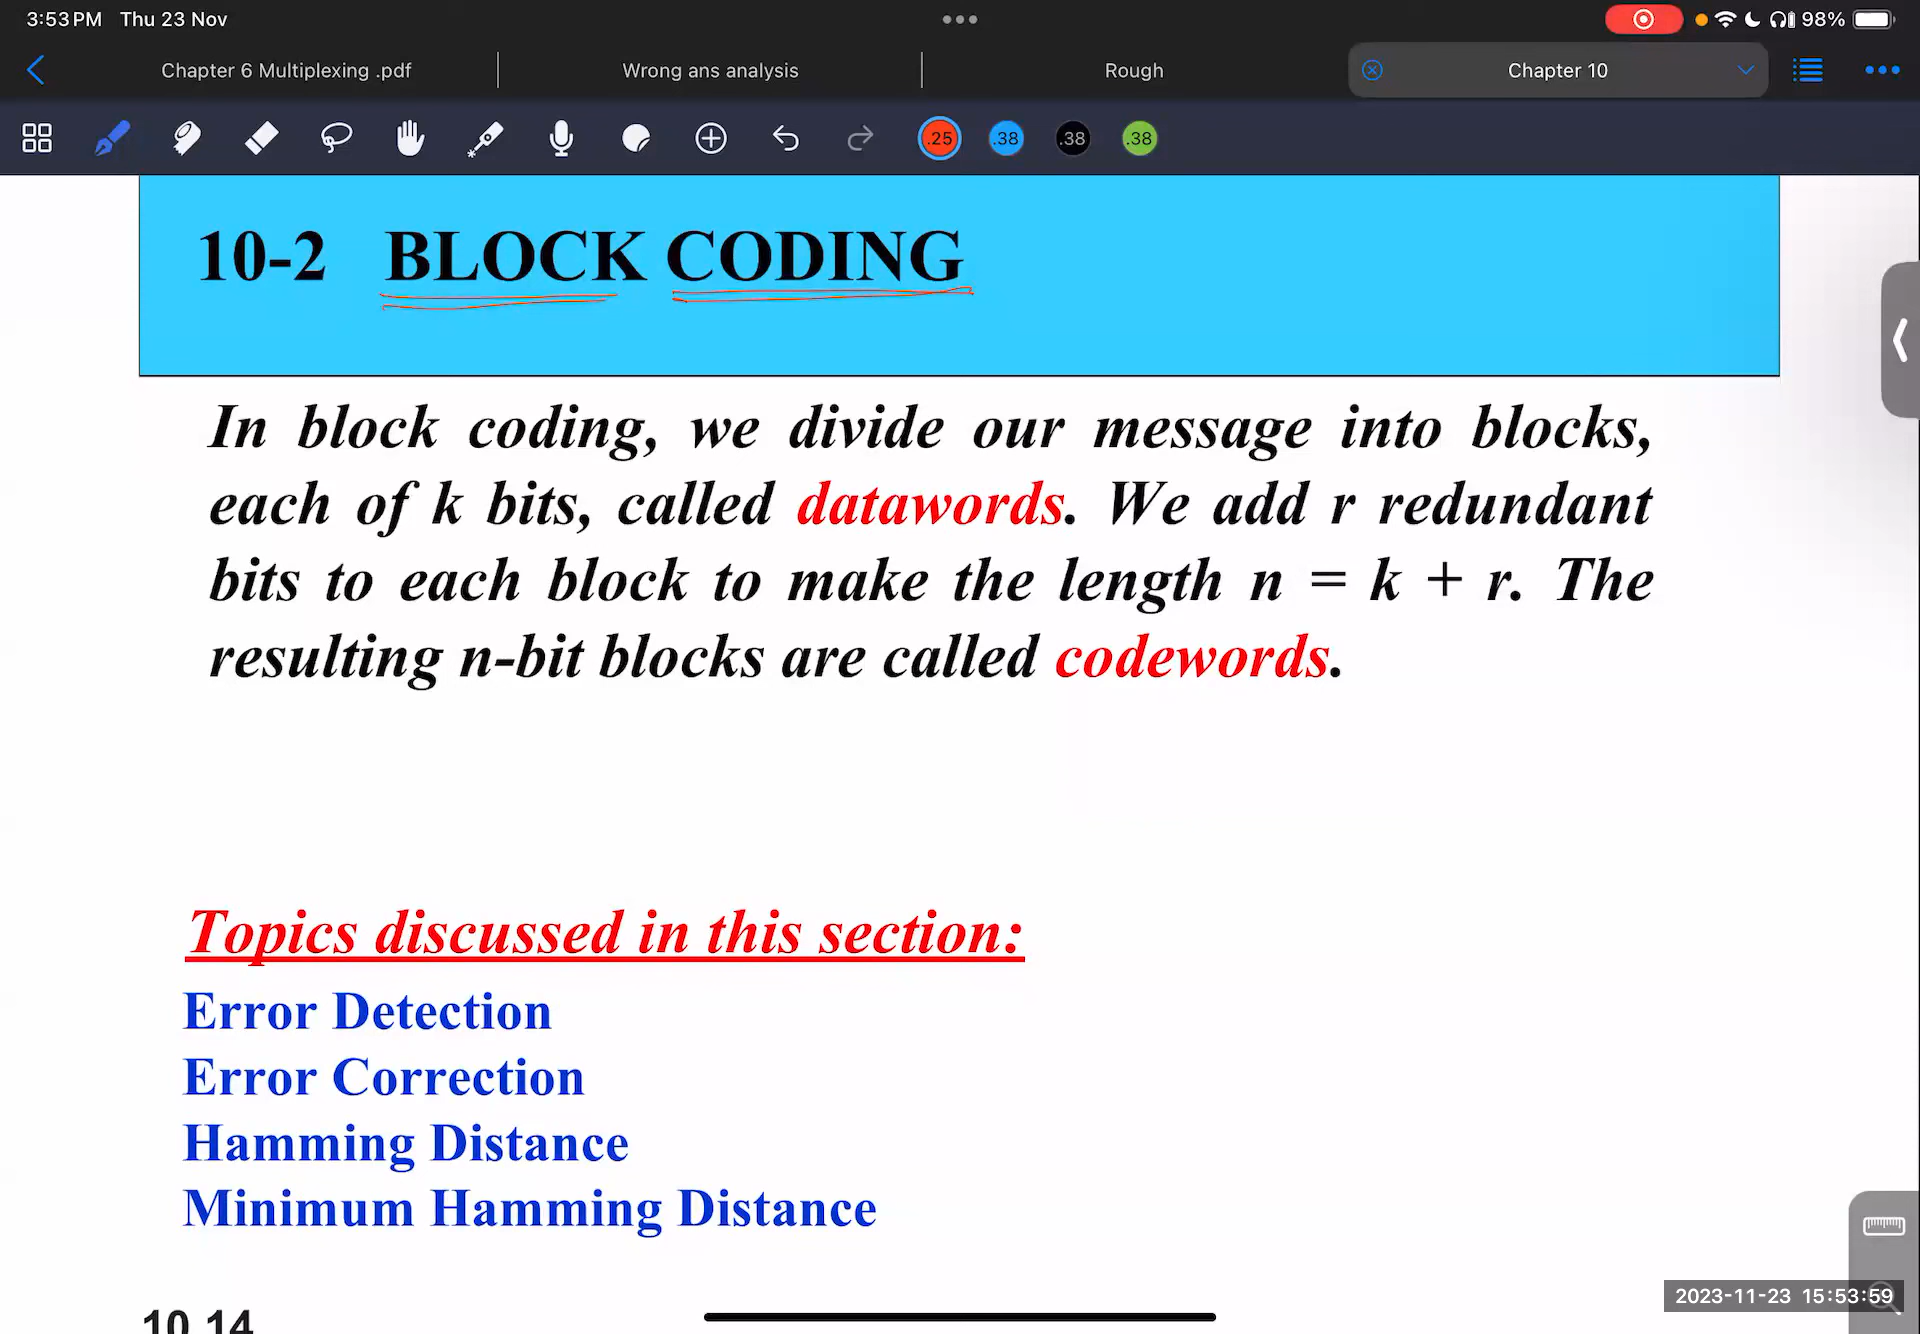 3:53 PM Thu 23 Nov
98%
Chapter 6 Multiplexing .pdf
Wrong ans analysis
Rough
Chapter 10
.25 .38 .38 .38
10-2 BLOCK CODING
In block coding, we divide our message into blocks,
each of k bits, called datawords. We add r redundant
bits to each block to make the length n = k + r. The
resulting n-bit blocks are called codewords.
Topics discussed in this section:
Error Detection
Error Correction
Hamming Distance
Minimum Hamming Distance
10.14
2023-11-23 15:53:59